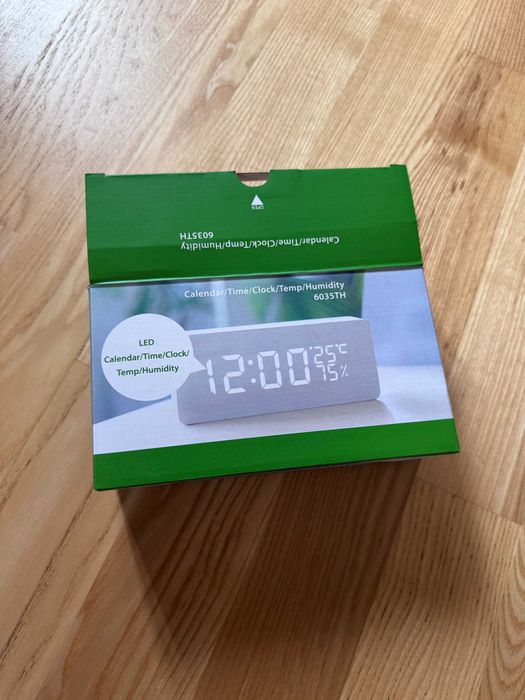 OPEN
Calendar/Time/Clock/Temp/Humidity
6035TH
Calendar/Time/Clock/Temp/Humidity
6035TH
LED
Calendar/Time/Clock/
Temp/Humidity
12:00
25°C
75%